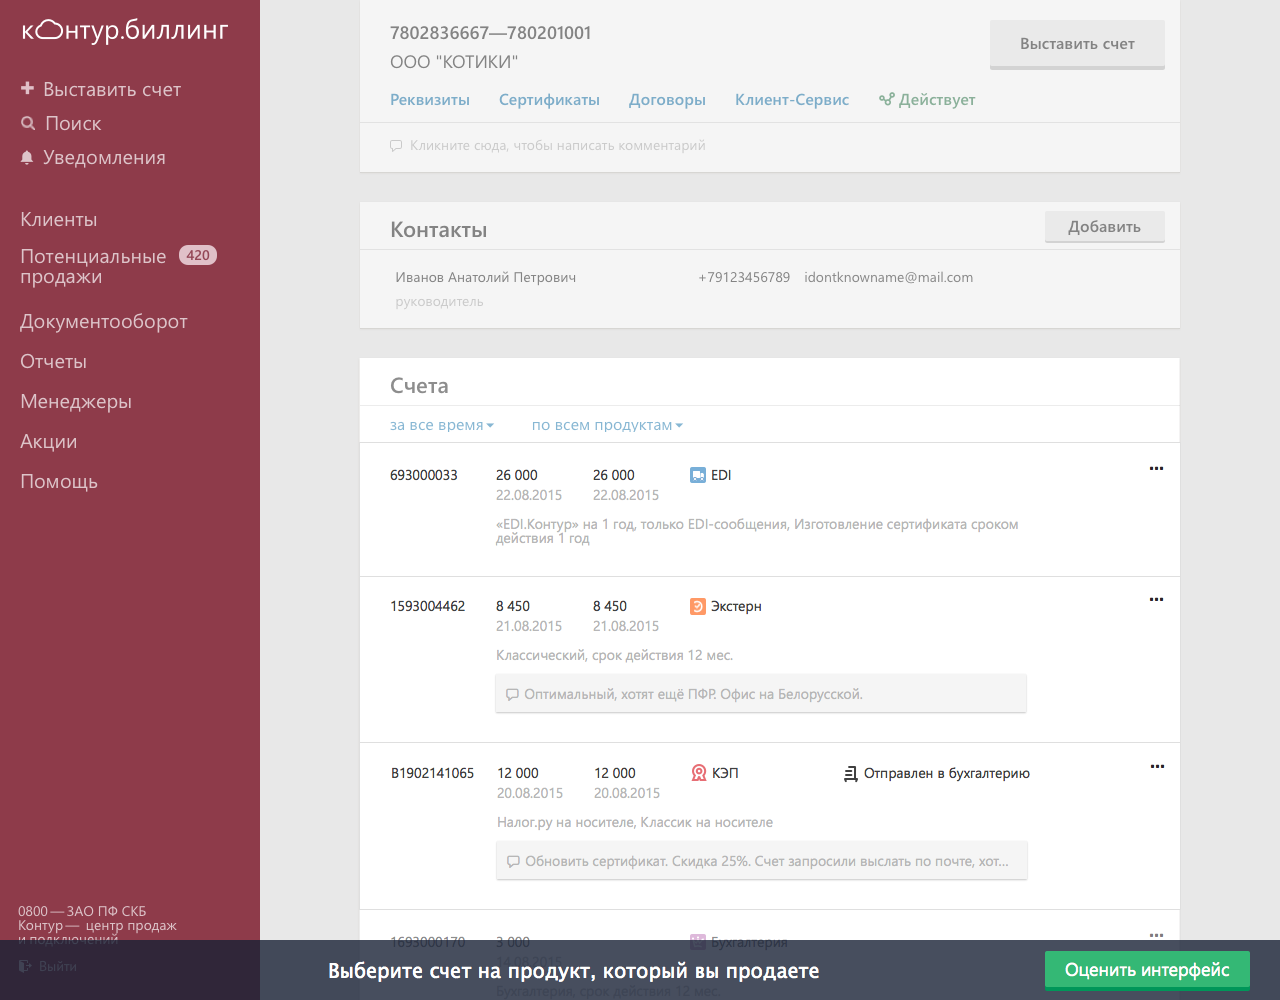 контур.биллинг
Выставить счет
Поиск
Уведомления
Клиенты
Потенциальные 420
продажи
Документооборот
Отчеты
Менеджеры
Акции
Помощь
0800 — ЗАО ПФ СКБ
Контур — центр продаж
и подключений
Выйти
7802836667—780201001
ООО "КОТИКИ"
Выставить счет
Реквизиты Сертификаты Договоры Клиент-Сервис Действует
Кликните сюда, чтобы написать комментарий
Контакты Добавить
Иванов Анатолий Петрович +79123456789 idontknowname@mail.com
руководитель
Счета
за все время по всем продуктам
693000033 26 000 26 000 EDI
22.08.2015 22.08.2015
«EDI.Контур» на 1 год, только EDI-сообщения, Изготовление сертификата сроком
действия 1 год
1593004462 8 450 8 450 Экстерн
21.08.2015 21.08.2015
Классический, срок действия 12 мес.
Оптимальный, хотят ещё ПФР. Офис на Белорусской.
В1902141065 12 000 12 000 КЭП Отправлен в бухгалтерию
20.08.2015 20.08.2015
Налог.ру на носителе, Классик на носителе
Обновить сертификат. Скидка 25%. Счет запросили выслать по почте, хот...
1693000170 3 000 Бухгалтерия
14.08.2015
Бухгалтерия, срок действия 12 мес.
Выберите счет на продукт, который вы продаете
Оценить интерфейс